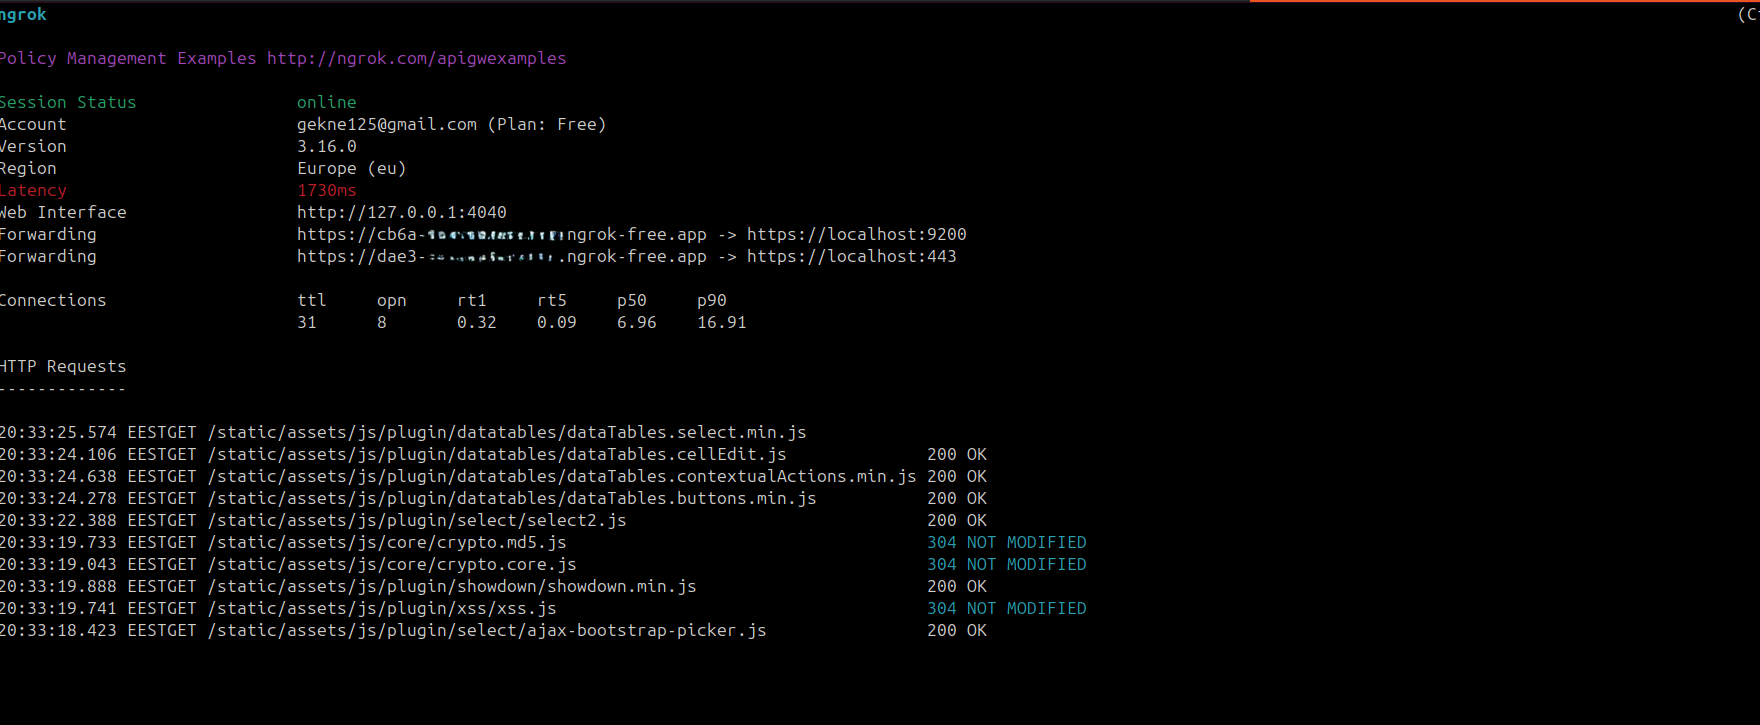 ngrok (C
Policy Management Examples http://ngrok.com/apigwexamples
Session Status online
Account gekne125@gmail.com (Plan: Free)
Version 3.16.0
Region Europe (eu)
Latency 1730ms
Web Interface http://127.0.0.1:4040
Forwarding https://cb6a- ngrok-free.app -> https://localhost:9200
Forwarding https://dae3- .ngrok-free.app -> https://localhost:443
Connections ttl opn rt1 rt5 p50 p90
31 8 0.32 0.09 6.96 16.91
HTTP Requests
-------------
20:33:25.574 EESTGET /static/assets/js/plugin/datatables/dataTables.select.min.js
20:33:24.106 EESTGET /static/assets/js/plugin/datatables/dataTables.cellEdit.js 200 OK
20:33:24.638 EESTGET /static/assets/js/plugin/datatables/dataTables.contextualActions.min.js 200 OK
20:33:24.278 EESTGET /static/assets/js/plugin/datatables/dataTables.buttons.min.js 200 OK
20:33:22.388 EESTGET /static/assets/js/plugin/select/select2.js 200 OK
20:33:19.733 EESTGET /static/assets/js/core/crypto.md5.js 304 NOT MODIFIED
20:33:19.043 EESTGET /static/assets/js/core/crypto.core.js 304 NOT MODIFIED
20:33:19.888 EESTGET /static/assets/js/plugin/showdown/showdown.min.js 200 OK
20:33:19.741 EESTGET /static/assets/js/plugin/xss/xss.js 304 NOT MODIFIED
20:33:18.423 EESTGET /static/assets/js/plugin/select/ajax-bootstrap-picker.js 200 OK